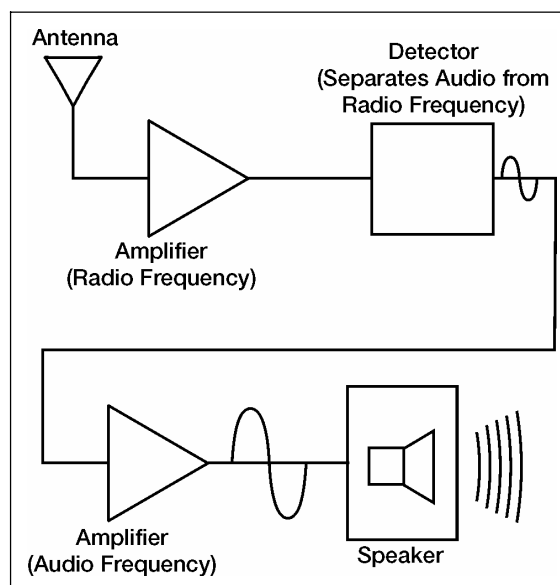 Antenna
Detector
(Separates Audio from
Radio Frequency)
Amplifier
(Radio Frequency)
Amplifier
(Audio Frequency)
Speaker